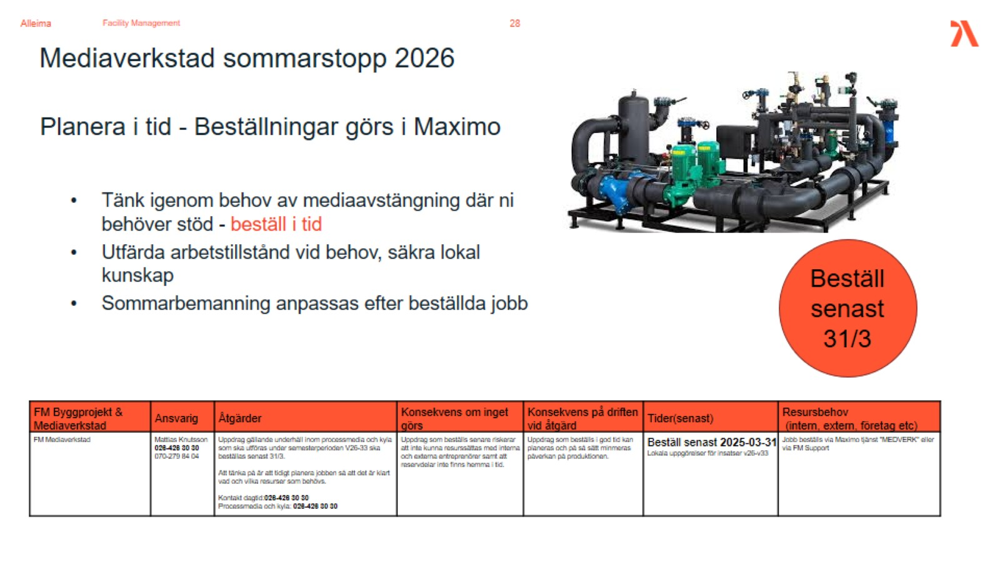 Alleima
Facility Management
28
Mediaverkstad sommarstopp 2026
Planera i tid - Beställningar görs i Maximo
• Tänk igenom behov av mediaavstängning där ni
behöver stöd - beställ i tid
• Utfärda arbetstillstånd vid behov, säkra lokal
kunskap
• Sommarbemanning anpassas efter beställda jobb
Beställ
senast
31/3
FM Byggprojekt &
Mediaverkstad
Ansvarig
Åtgärder
Konsekvens om inget
görs
Konsekvens på driften
vid åtgärd
Tider(senast)
Resursbehov
(intern, extern, företag etc)
FM Mediaverkstad
Mattias Knutsson
026-426 30 30
070-279 84 04
Uppdrag gällande underhåll inom processmedia och kyla
som ska utföras under semesterperioden V26-33 ska
beställas senast 31/3.
Att tänka på är att tidigt planera jobben så att det är klart
vad och vilka resurser som behövs.
Kontakt dagtid:026-426 30 30
Processmedia och kyla: 026-426 30 30
Uppdrag som beställs senare riskerar
att inte kunna resurssättas med interna
och externa entreprenörer samt att
reservdelar inte finns hemma i tid.
Uppdrag som beställs i god tid kan
planeras och på så sätt minmeras
påverkan på produktionen.
Beställ senast 2025-03-31
Lokala uppgörelser för insatser v26-v33
Jobb beställs via Maximo tjänst "MEDVERK" eller
via FM Support